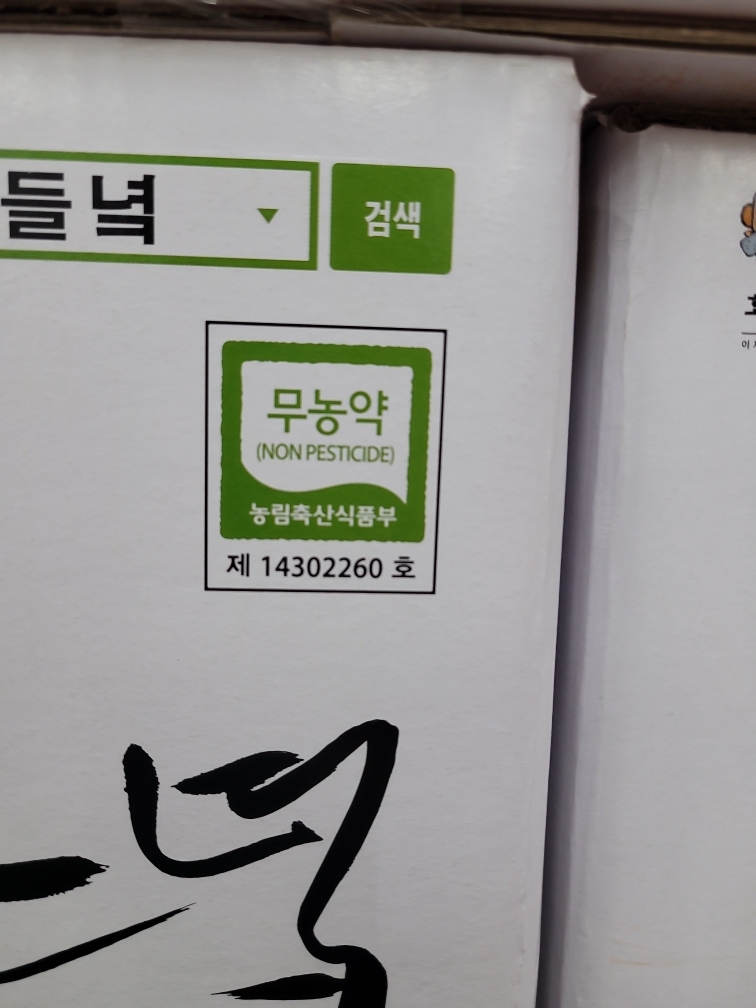 들녘
검색
무농약
(NON PESTICIDE)
농림축산식품부
제 14302260 호
녘